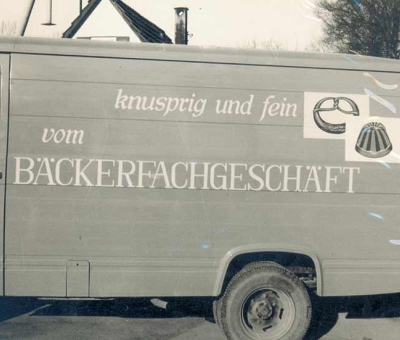 knusprig und fein
vom
BÄCKERFACHGESCHÄFT